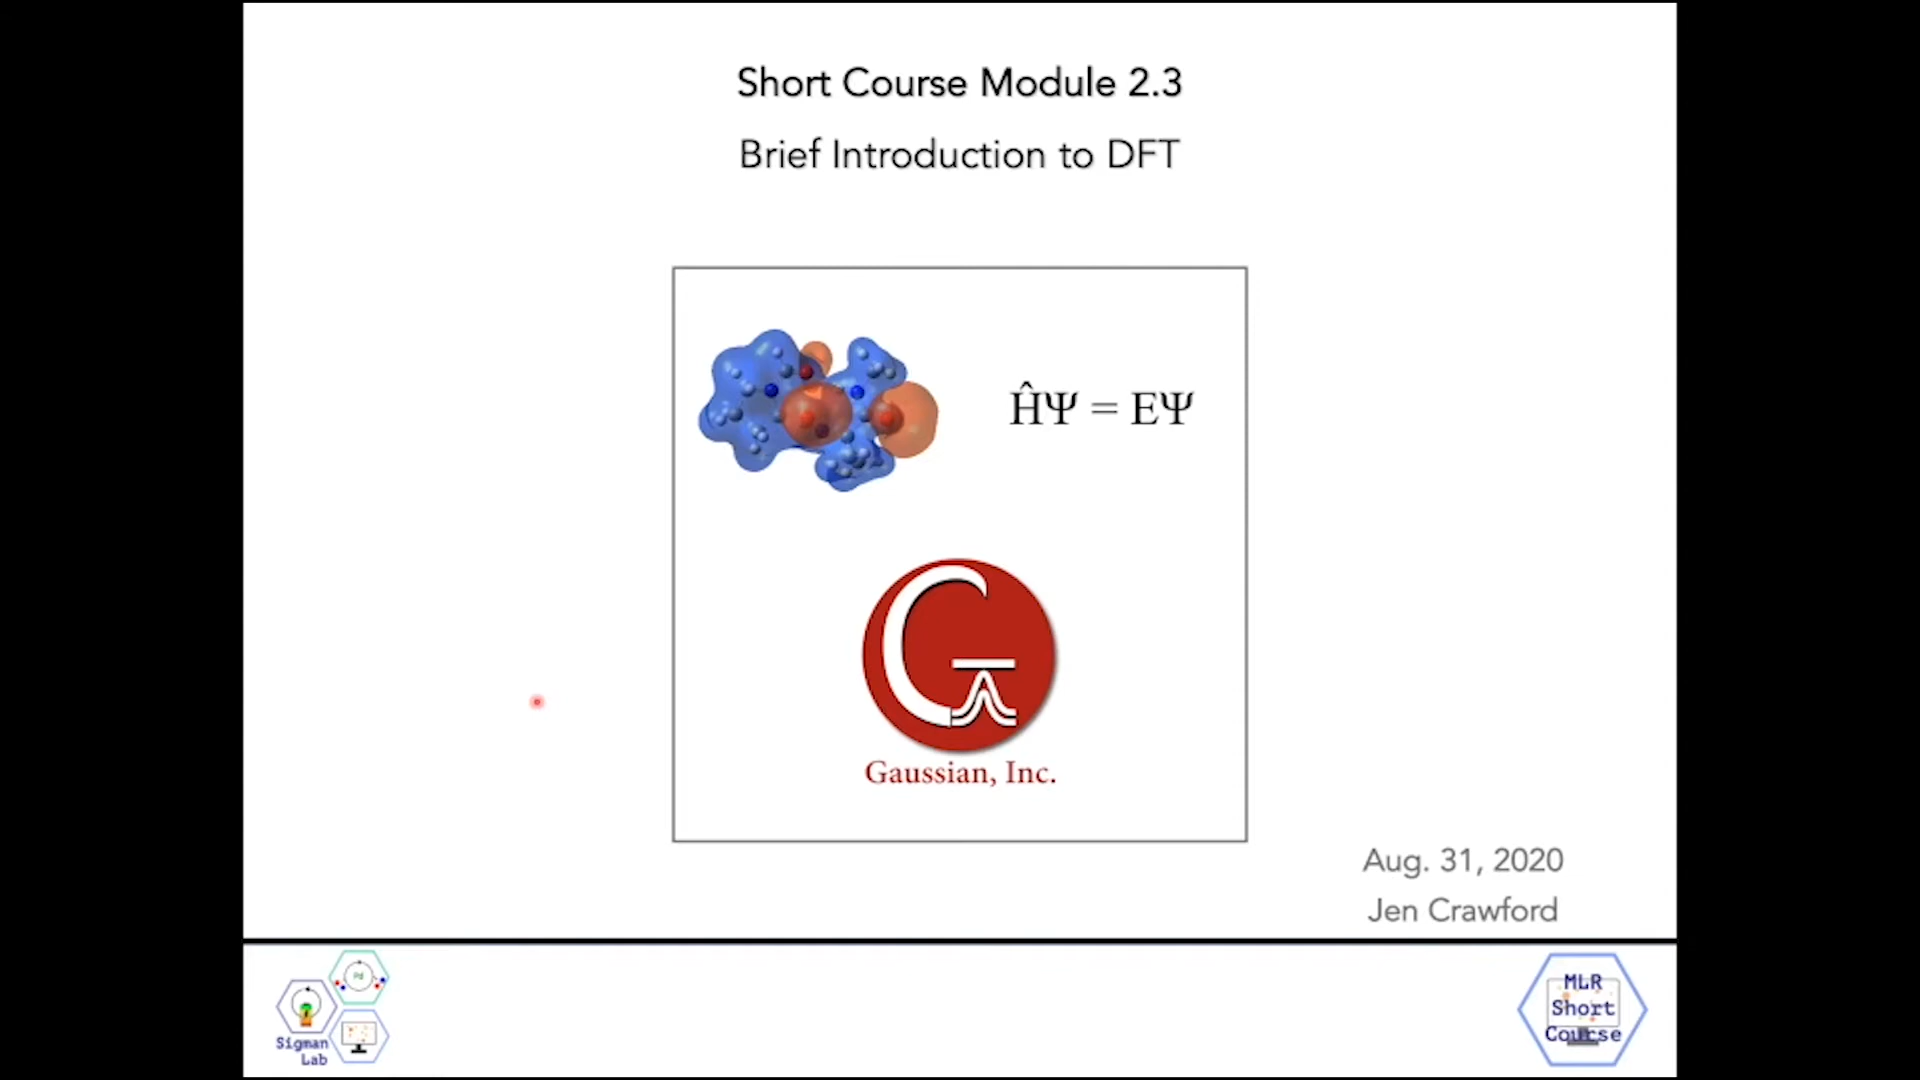 Short Course Module 2.3
Brief Introduction to DFT
ĤΨ = EΨ
Gaussian, Inc.
Aug. 31, 2020
Jen Crawford
Pd
Sigman
Lab
MLR
Short
Course